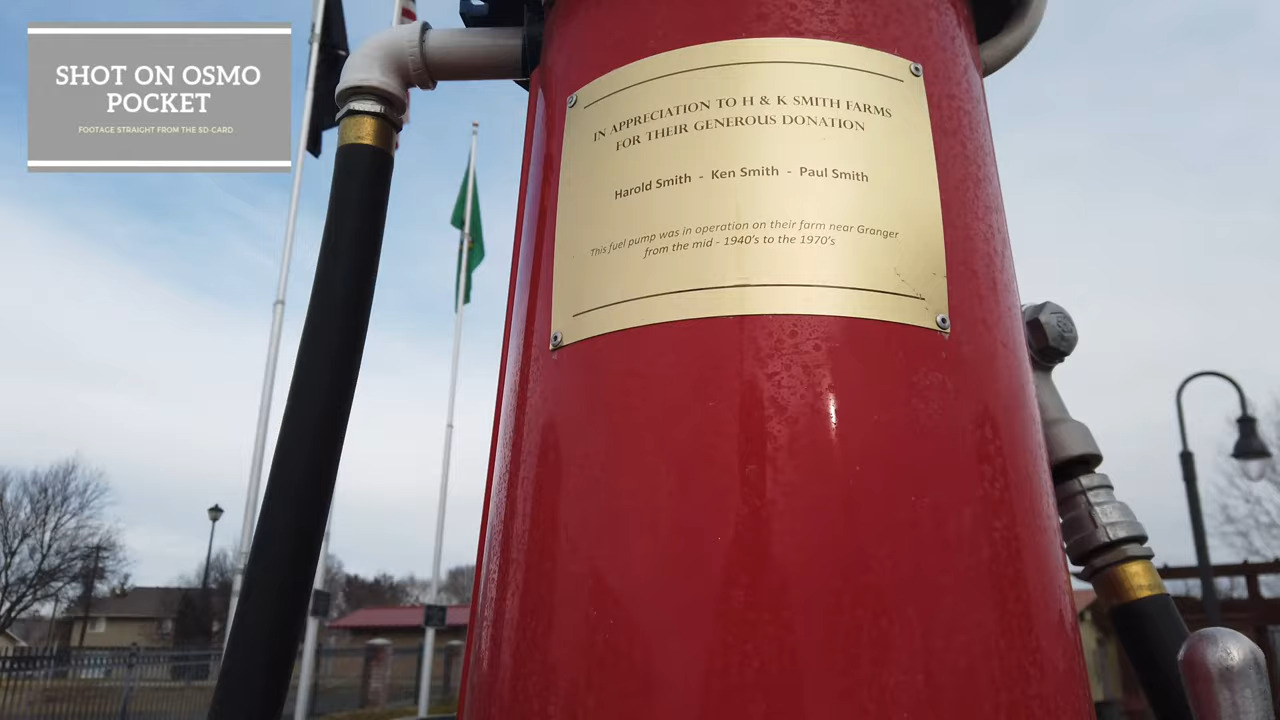 SHOT ON OSMO
POCKET
FOOTAGE STRAIGHT FROM THE SD-CARD
IN APPRECIATION TO H & K SMITH FARMS
FOR THEIR GENEROUS DONATION
Harold Smith - Ken Smith - Paul Smith
This fuel pump was in operation on their farm near Granger
from the mid - 1940's to the 1970's